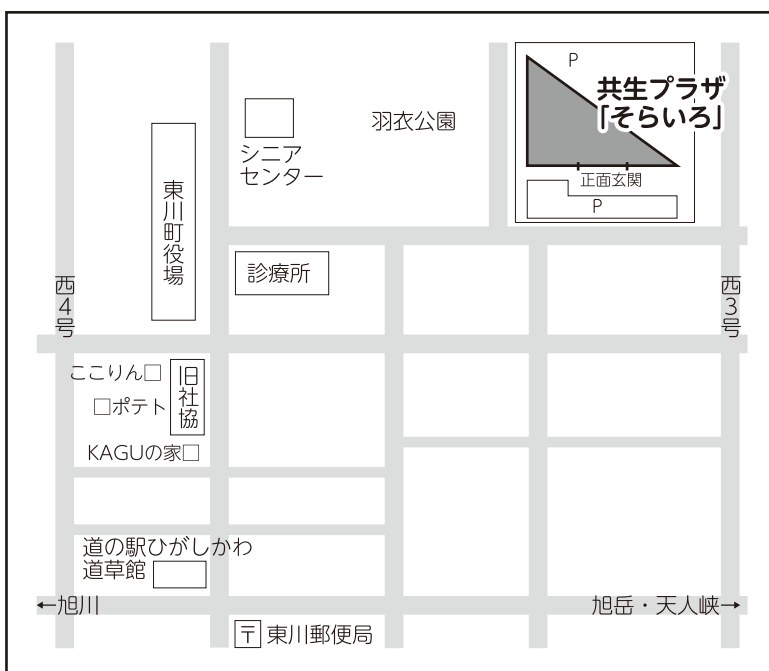 P
共生プラザ
「そらいろ」
正面玄関
P
羽衣公園
シニア
センター
東川町役場
診療所
西4号
西3号
ここりん
ポテト
旧社協
KAGUの家
道の駅ひがしかわ
道草館
←旭川
旭岳・天人峡→
〒 東川郵便局